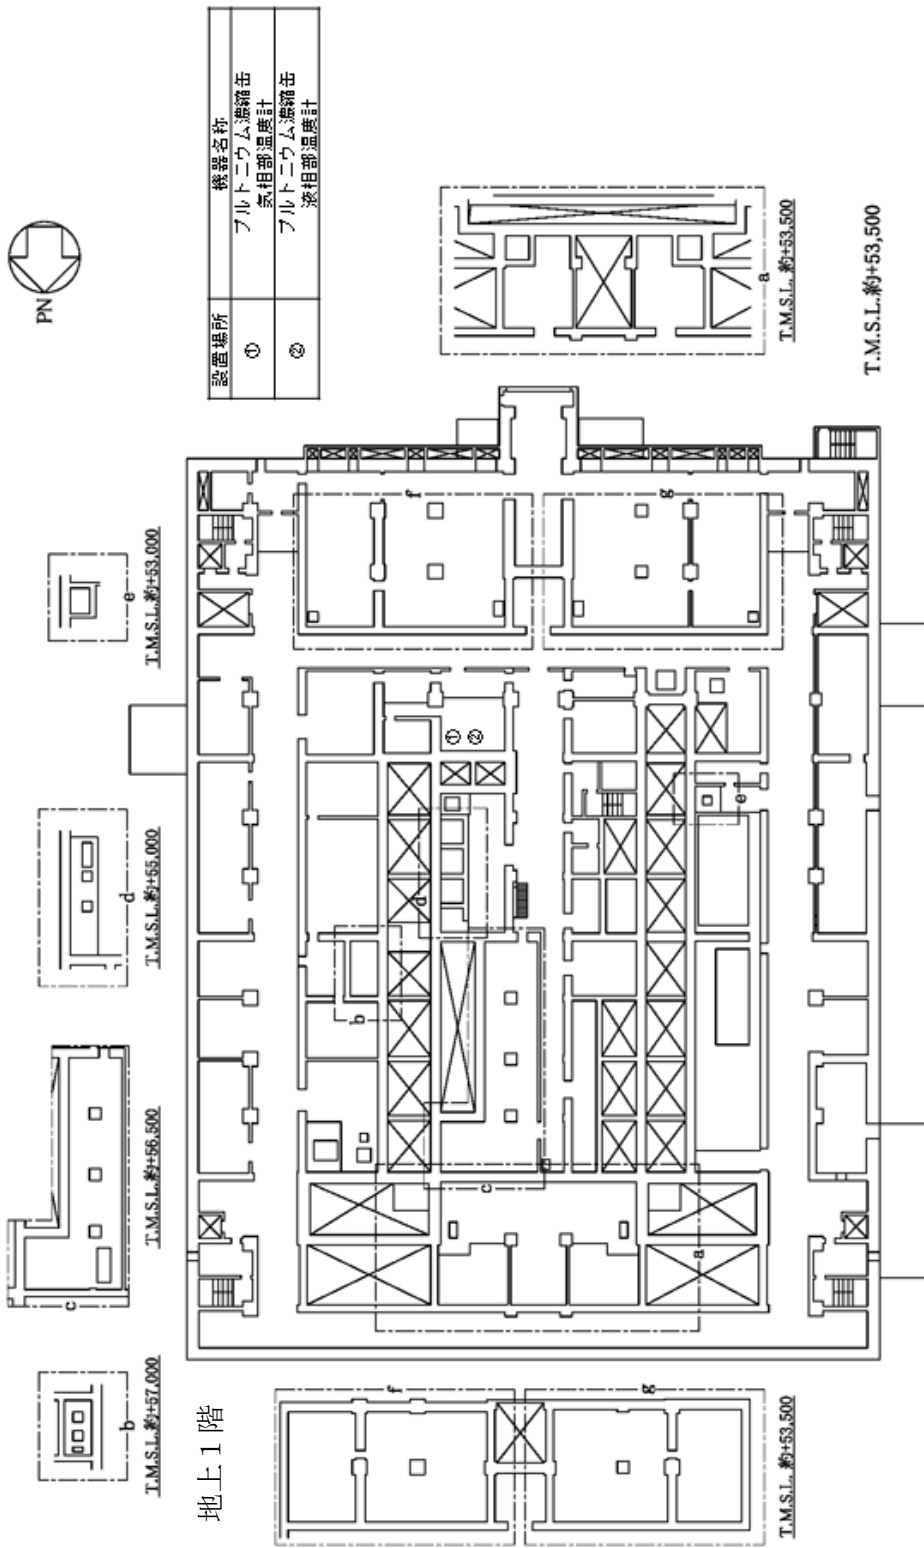 PN
b
T.M.S.L.約+57,000
c
T.M.S.L.約+56,500
d
T.M.S.L.約+55,000
e
T.M.S.L.約+53,000
地上1階
設置場所 機器名称
① プルトニウム濃縮缶
気相部温度計
② プルトニウム濃縮缶
液相部温度計
f
g
T.M.S.L. 約+53,500
b
c
a
d
①
②
e
f
g
a
T.M.S.L. 約+53,500
T.M.S.L.約+53,500